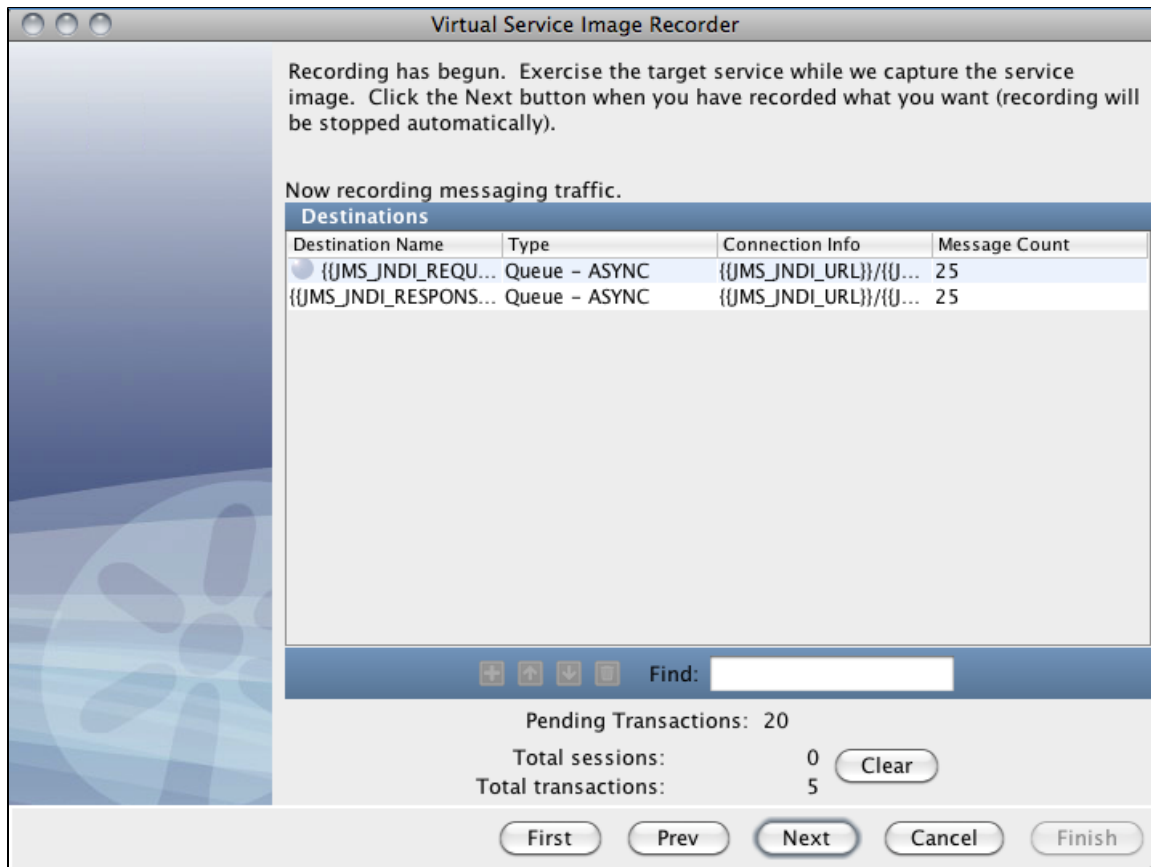 Virtual Service Image Recorder
Recording has begun. Exercise the target service while we capture the service
image. Click the Next button when you have recorded what you want (recording will
be stopped automatically).
Now recording messaging traffic.
Destinations
Destination Name Type Connection Info Message Count
{{JMS_JNDI_REQU... Queue – ASYNC {{JMS_JNDI_URL}}/{{J... 25
{{JMS_JNDI_RESPONS... Queue – ASYNC {{JMS_JNDI_URL}}/{{J... 25
Find:
Pending Transactions: 20
Total sessions: 0 Clear
Total transactions: 5
First Prev Next Cancel Finish